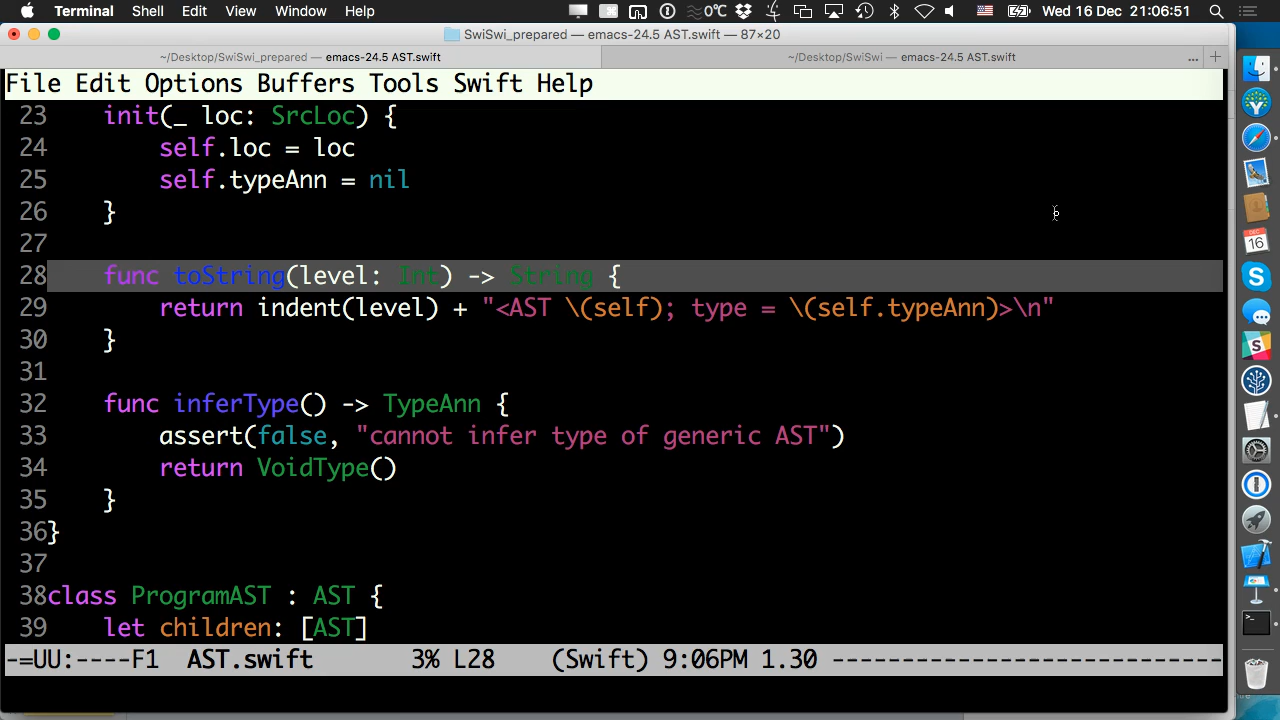 Terminal Shell Edit View Window Help 0℃ Wed 16 Dec 21:06:51
SwiSwi_prepared — emacs-24.5 AST.swift — 87×20
~/Desktop/SwiSwi_prepared — emacs-24.5 AST.swift ~/Desktop/SwiSwi — emacs-24.5 AST.swift ... +
File Edit Options Buffers Tools Swift Help
23 init(_ loc: SrcLoc) {
24 self.loc = loc
25 self.typeAnn = nil
26 }
27
28 func toString(level: Int) -> String {
29 return indent(level) + "<AST \(self); type = \(self.typeAnn)>\n"
30 }
31
32 func inferType() -> TypeAnn {
33 assert(false, "cannot infer type of generic AST")
34 return VoidType()
35 }
36}
37
38class ProgramAST : AST {
39 let children: [AST]
-=UU:----F1 AST.swift 3% L28 (Swift) 9:06PM 1.30 ----------------------------
DEC
16